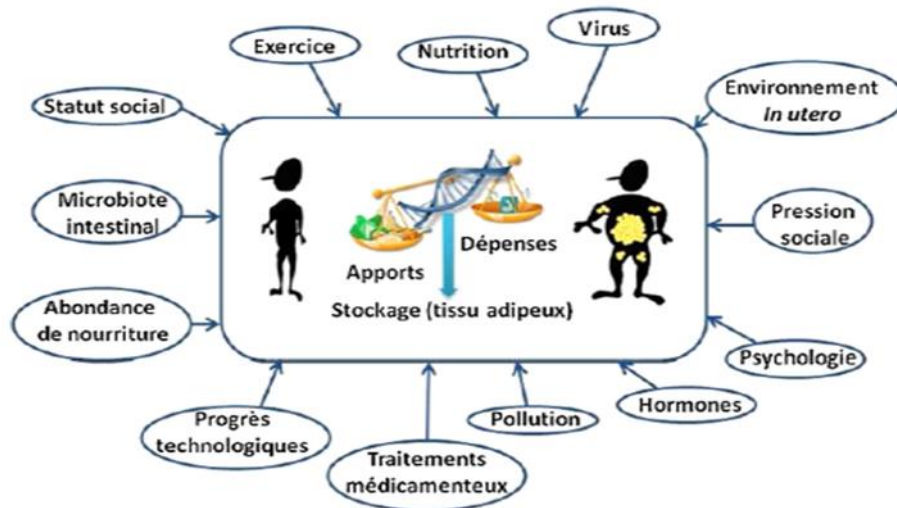 Virus
Exercice
Nutrition
Environnement
in utero
Statut social
Microbiote
intestinal
Dépenses
Apports
Pression
sociale
Stockage (tissu adipeux)
Abondance
de nourriture
Psychologie
Hormones
Pollution
Progrès
technologiques
Traitements
médicamenteux